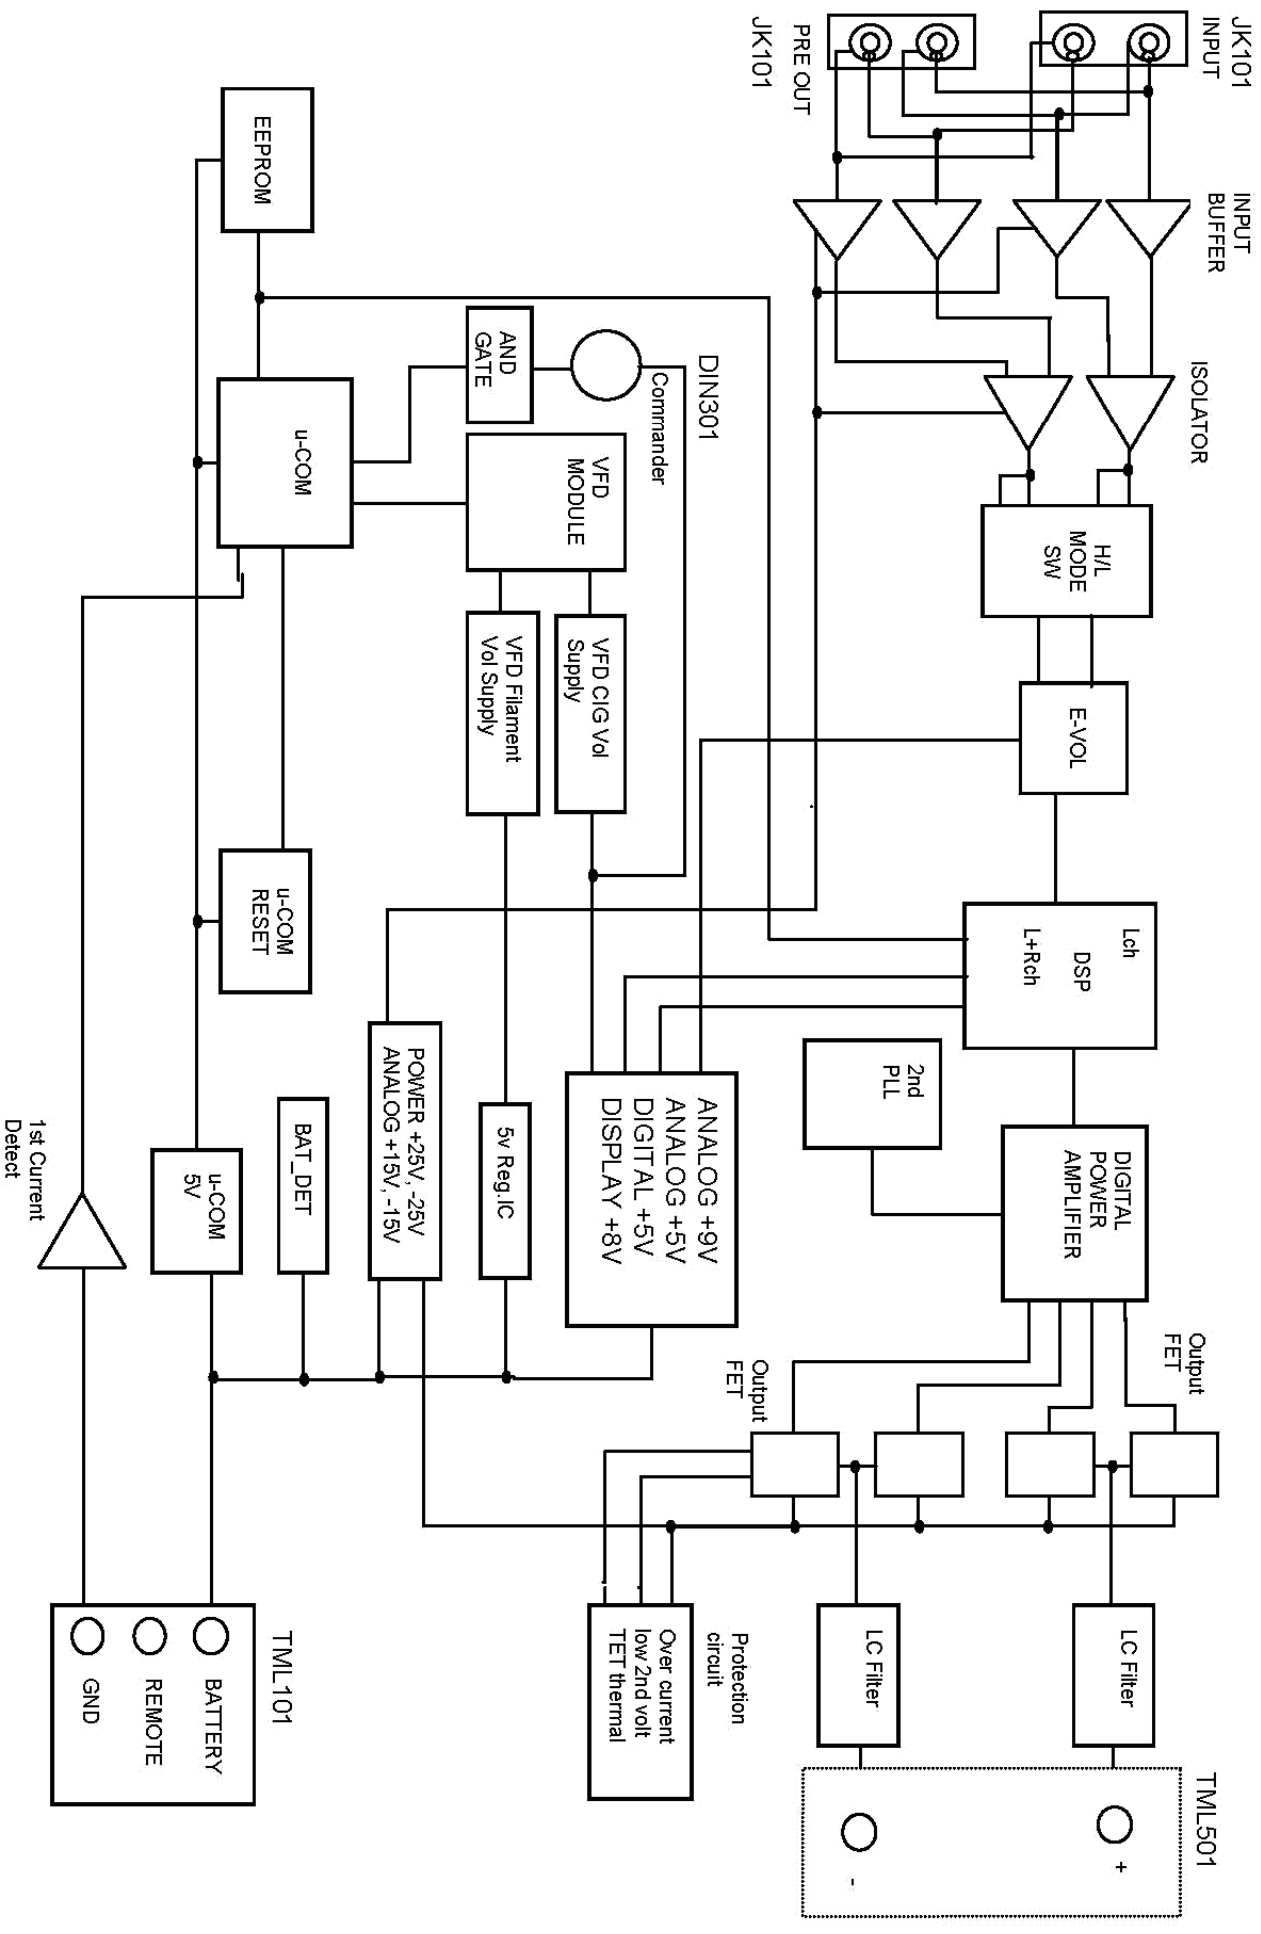 JK101
INPUT
PRE OUT
JK101
INPUT
BUFFER
ISOLATOR
H/L
MODE
SW
E-VOL
Lch
DSP
L+Rch
DIGITAL
POWER
AMPLIFIER
2nd
PLL
Output
FET
Output
FET
LC Filter
LC Filter
TML501
+
-
Protection
circuit
Over current
low 2nd volt
TET thermal
DIN301
Commander
AND
GATE
VFD
MODULE
VFD CIG Vol
Supply
VFD Filament
Vol Supply
ANALOG +9V
ANALOG +5V
DIGITAL +5V
DISPLAY +8V
5v Reg.IC
POWER +25V, -25V
ANALOG +15V, -15V
BAT_DET
EEPROM
u-COM
u-COM
RESET
u-COM
5V
1st Current
Detect
TML101
BATTERY
REMOTE
GND